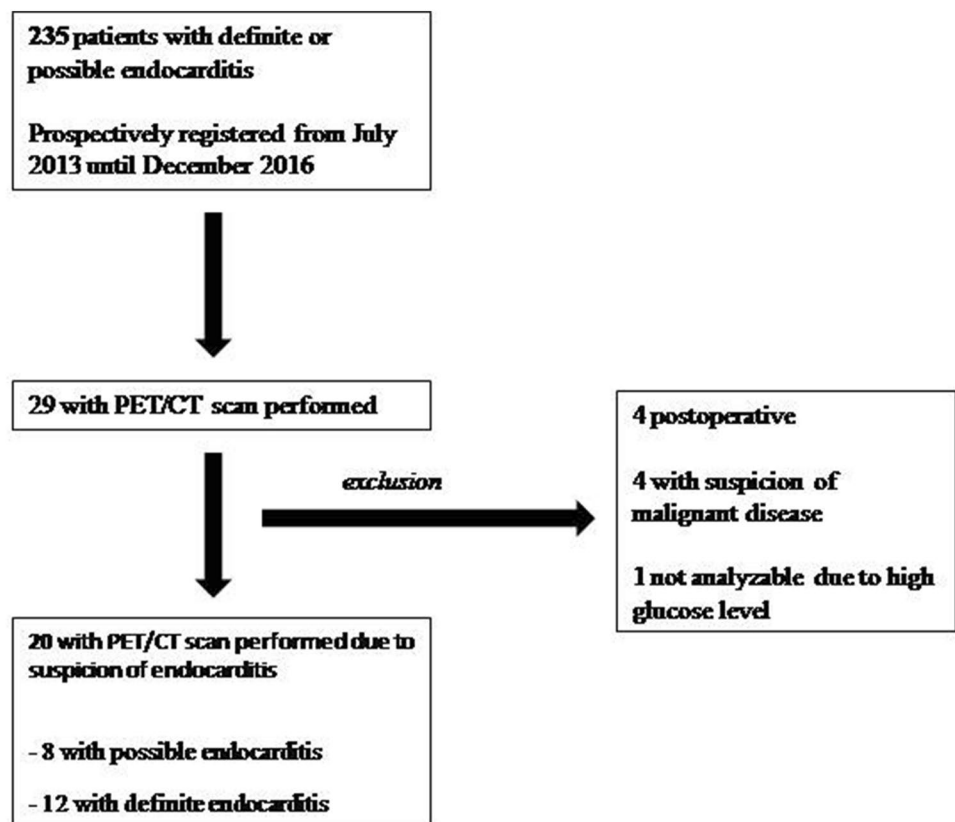 235 patients with definite or
possible endocarditis
Prospectively registered from July
2013 until December 2016
29 with PET/CT scan performed
exclusion
4 postoperative
4 with suspicion of
malignant disease
1 not analyzable due to high
glucose level
20 with PET/CT scan performed due to
suspicion of endocarditis
- 8 with possible endocarditis
- 12 with definite endocarditis